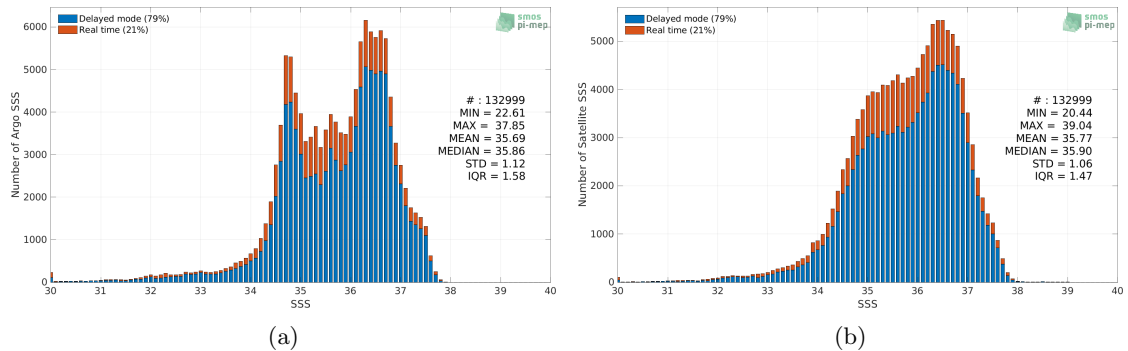 Delayed mode (79%)
Real time (21%)
smos
pi-mep
6000
5000
4000
3000
2000
1000
0
Number of Argo SSS
# : 132999
MIN = 22.61
MAX = 37.85
MEAN = 35.69
MEDIAN = 35.86
STD = 1.12
IQR = 1.58
30 31 32 33 34 35 36 37 38 39 40
SSS
(a)
Delayed mode (79%)
Real time (21%)
smos
pi-mep
5000
4000
3000
2000
1000
0
Number of Satellite SSS
# : 132999
MIN = 20.44
MAX = 39.04
MEAN = 35.77
MEDIAN = 35.90
STD = 1.06
IQR = 1.47
30 31 32 33 34 35 36 37 38 39 40
SSS
(b)